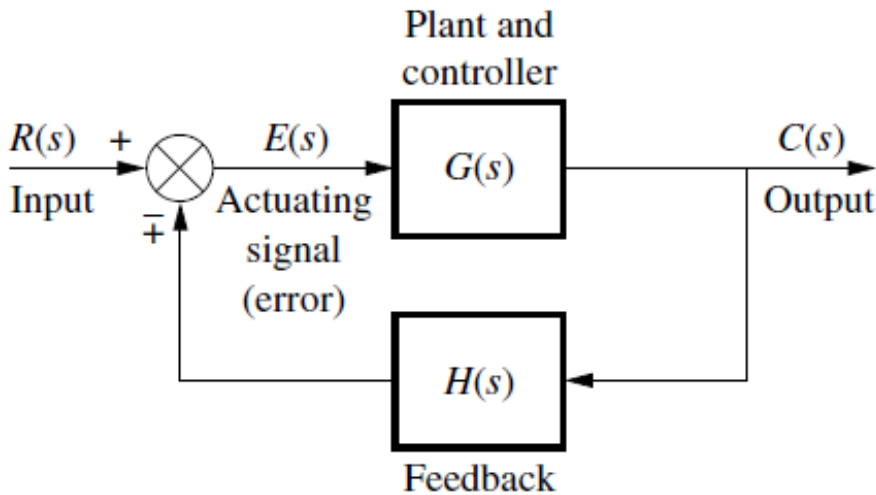 Plant and
controller
R(s) +
E(s)
G(s)
C(s)
Input
∓
Actuating
signal
(error)
Output
H(s)
Feedback